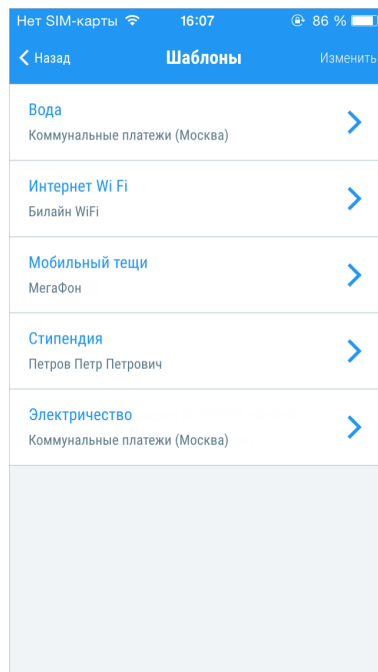 Нет SIM-карты 16:07 86 %
Назад Шаблоны Изменить
Вода
Коммунальные платежи (Москва)
Интернет Wi Fi
Билайн WiFi
Мобильный тещи
МегаФон
Стипендия
Петров Петр Петрович
Электричество
Коммунальные платежи (Москва)